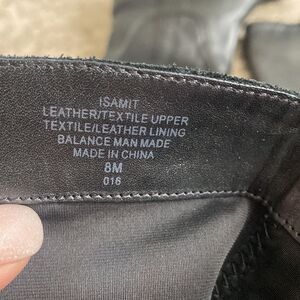 ISAMIT
LEATHER/TEXTILE UPPER
TEXTILE/LEATHER LINING
BALANCE MAN MADE
MADE IN CHINA
8M
016